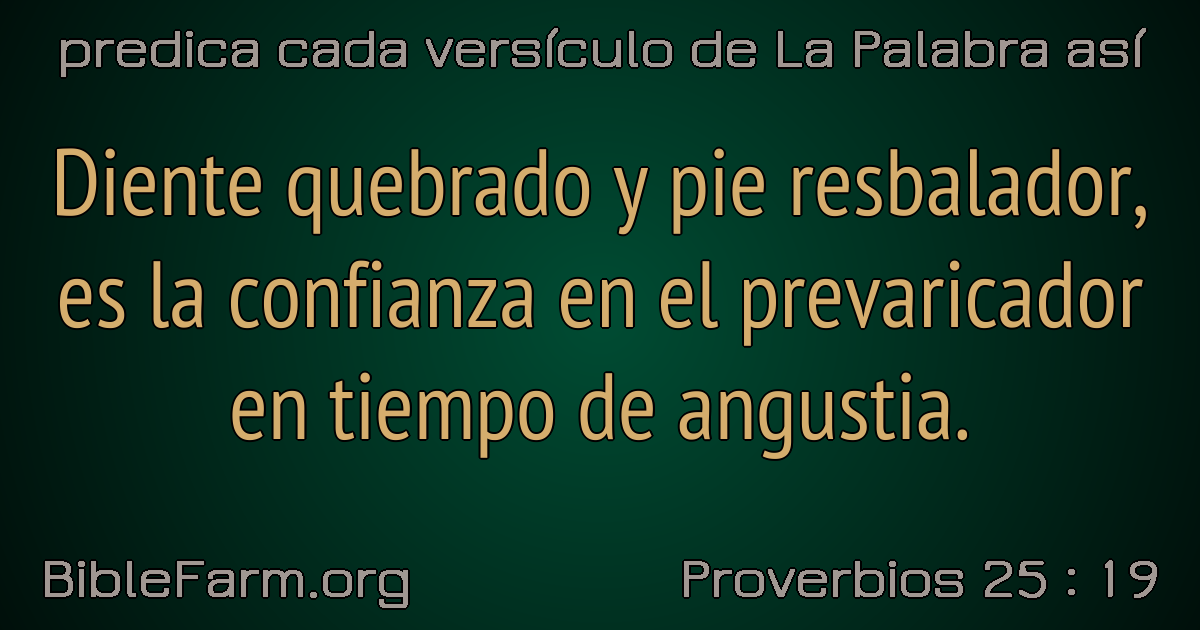 predica cada versículo de La Palabra así
Diente quebrado y pie resbalador,
es la confianza en el prevaricador
en tiempo de angustia.
BibleFarm.org
Proverbios 25 : 19